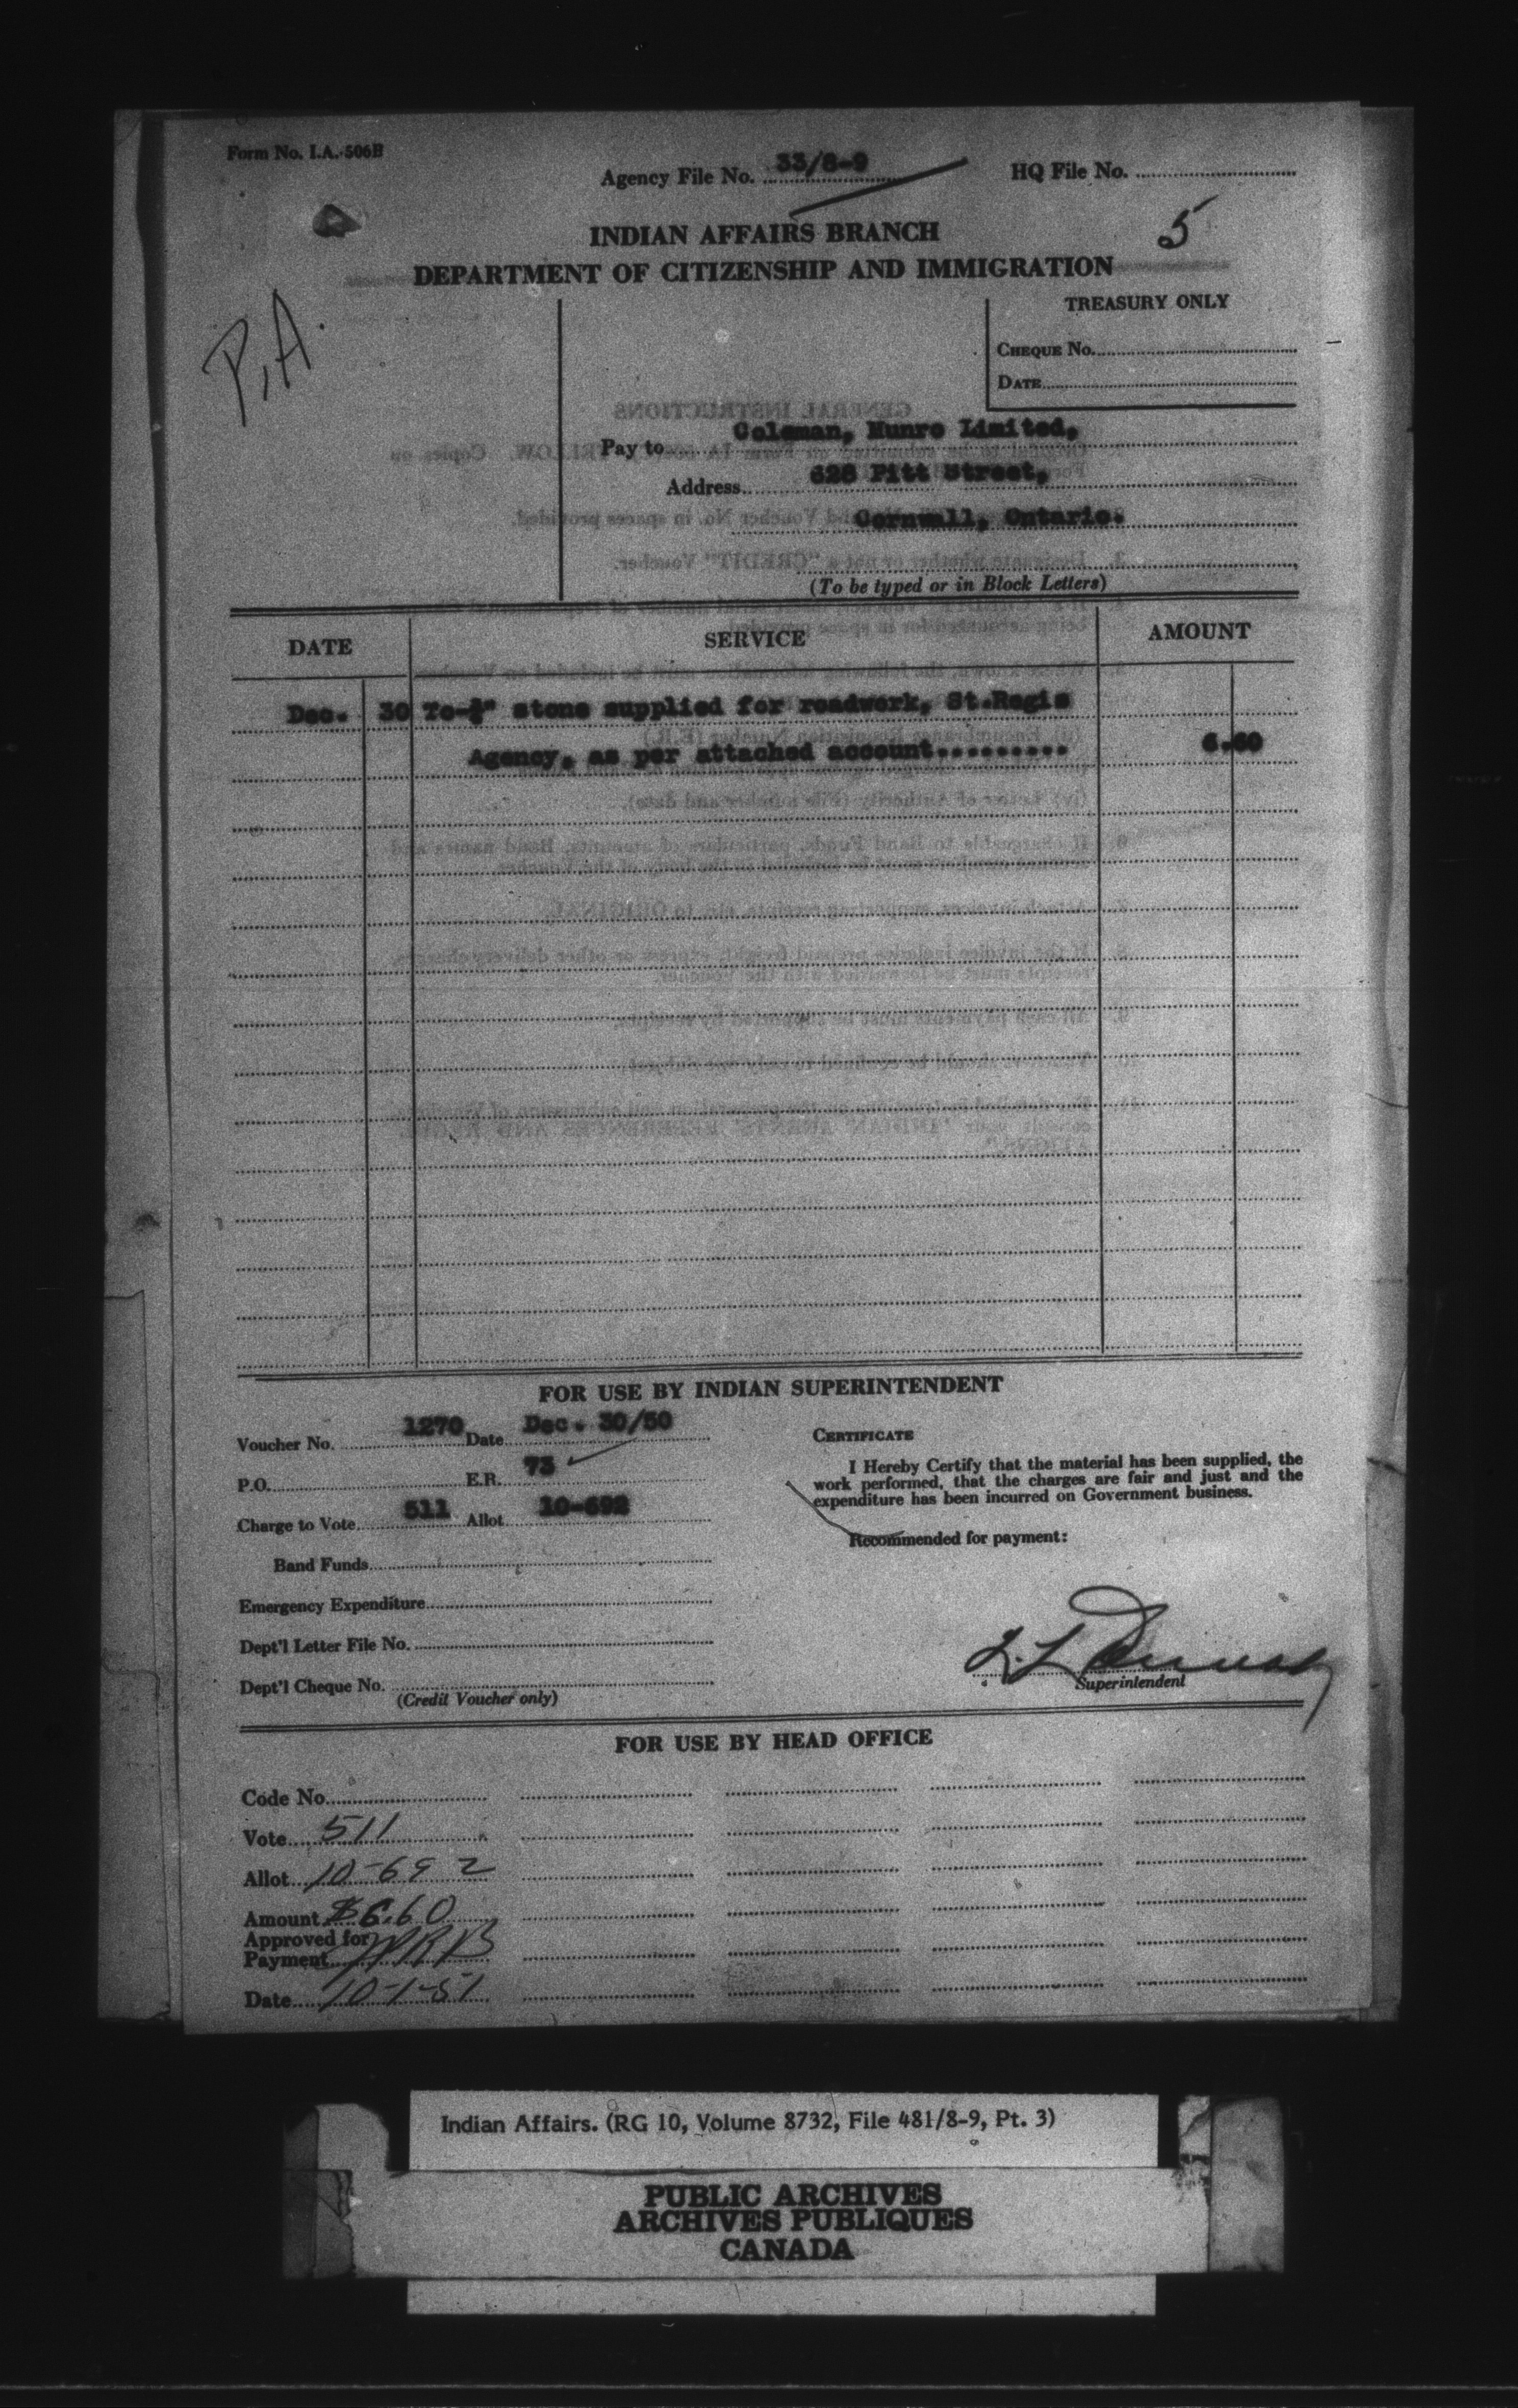 Form No. I.A. 506B
Agency File No. 33/8-9
HQ File No.
5
INDIAN AFFAIRS BRANCH
DEPARTMENT OF CITIZENSHIP AND IMMIGRATION
P.A.
TREASURY ONLY
CHEQUE No.
DATE
Pay to Coleman, Munro Limited,
Address 628 Pitt Street,
Cornwall, Ontario.
(To be typed or in Block Letters)
DATE SERVICE AMOUNT
Dec. 30 To stone supplied for roadwork, St.Regis
Agency, as per attached account......... 6.60
FOR USE BY INDIAN SUPERINTENDENT
Voucher No. 1270 Date Dec. 30/50
P.O. E.R. 73
Charge to Vote 511 Allot 10-692
Band Funds
Emergency Expenditure
Dept'l Letter File No.
Dept'l Cheque No.
(Credit Voucher only)
CERTIFICATE
I Hereby Certify that the material has been supplied, the
work performed, that the charges are fair and just and the
expenditure has been incurred on Government business.
Recommended for payment:
Superintendent
FOR USE BY HEAD OFFICE
Code No.
Vote 511
Allot 10-692
Amount $6.60
Approved for
Payment
Date 10-1-51
Indian Affairs. (RG 10, Volume 8732, File 481/8-9, Pt. 3)
PUBLIC ARCHIVES
ARCHIVES PUBLIQUES
CANADA